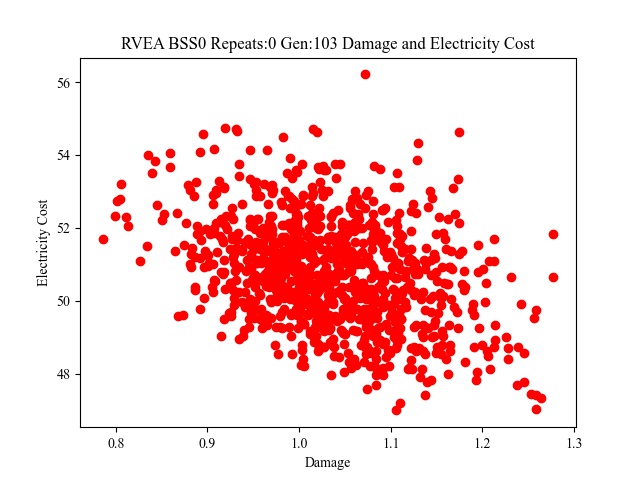 RVEA BSS0 Repeats:0 Gen:103 Damage and Electricity Cost
56
54
52
50
48
Electricity Cost
0.8 0.9 1.0 1.1 1.2 1.3
Damage